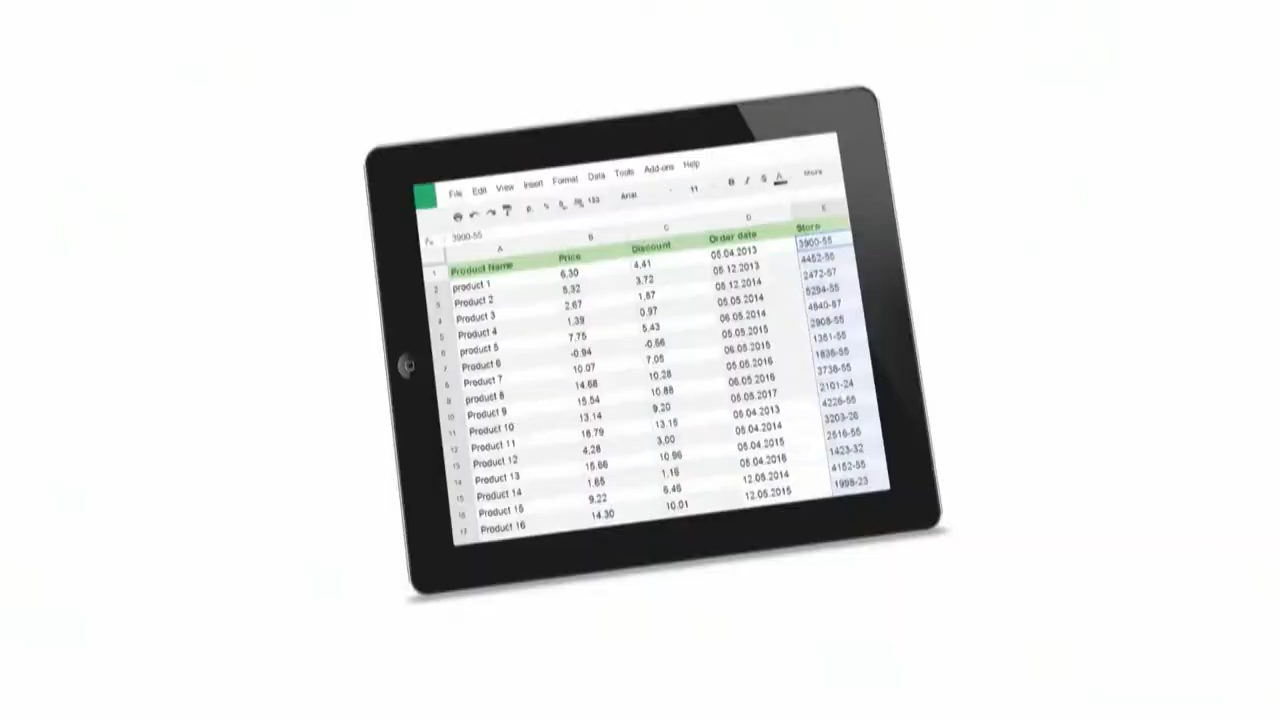 File Edit View Insert Format Data Tools Add-ons Help
123 Arial 11 B I S A More
fx 3900-55
A B C D E
1 Product Name Price Discount Order date Store
2 product 1 6,30 4,41 05.04.2013 3900-55
3 Product 2 5,32 3,72 05.12.2013 4452-55
4 Product 3 2,67 1,87 05.12.2014 2472-57
5 Product 4 1,39 0,97 05.05.2014 5294-55
6 product 5 7,75 5,43 06.05.2014 4840-87
7 Product 6 -0,94 -0,66 05.05.2015 2908-55
8 Product 7 10,07 7,05 06.05.2015 1351-55
9 product 8 14,68 10,28 05.05.2016 1836-55
10 Product 9 15,54 10,88 06.05.2016 3738-55
11 Product 10 13,14 9,20 05.05.2017 2101-24
12 Product 11 18,79 13,15 05.04.2013 4226-55
13 Product 12 4,28 3,00 05.04.2014 3203-28
14 Product 13 15,66 10,96 05.04.2015 2516-55
15 Product 14 1,65 1,16 05.04.2016 1423-32
16 Product 15 9,22 6,46 12.05.2014 4152-55
17 Product 16 14,30 10,01 12.05.2015 1998-23